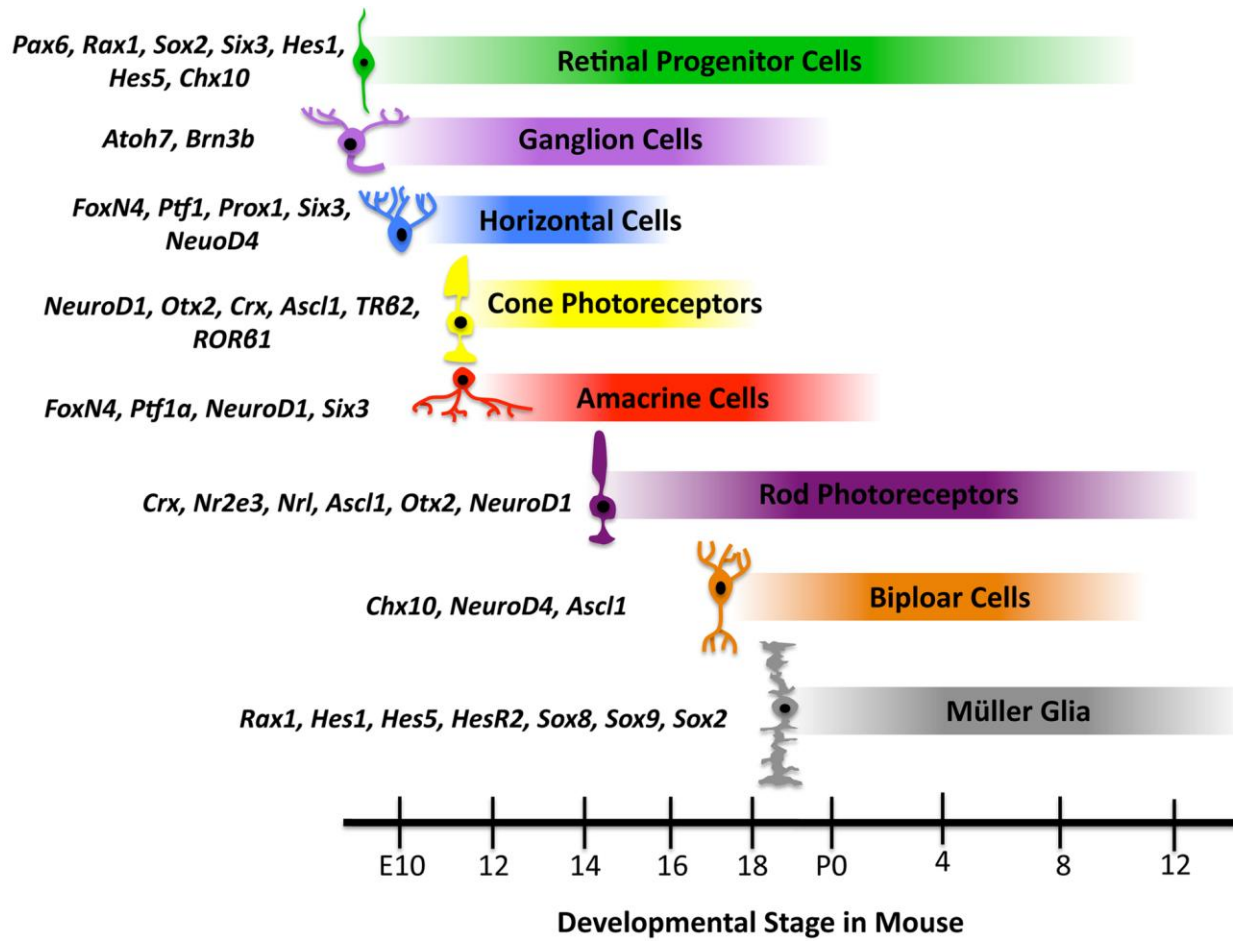 Pax6, Rax1, Sox2, Six3, Hes1,
Hes5, Chx10
Retinal Progenitor Cells
Atoh7, Brn3b
Ganglion Cells
FoxN4, Ptf1, Prox1, Six3,
NeuoD4
Horizontal Cells
NeuroD1, Otx2, Crx, Ascl1, TRβ2,
RORβ1
Cone Photoreceptors
FoxN4, Ptf1a, NeuroD1, Six3
Amacrine Cells
Crx, Nr2e3, Nrl, Ascl1, Otx2, NeuroD1
Rod Photoreceptors
Chx10, NeuroD4, Ascl1
Biploar Cells
Rax1, Hes1, Hes5, HesR2, Sox8, Sox9, Sox2
Müller Glia
E10 12 14 16 18 P0 4 8 12
Developmental Stage in Mouse